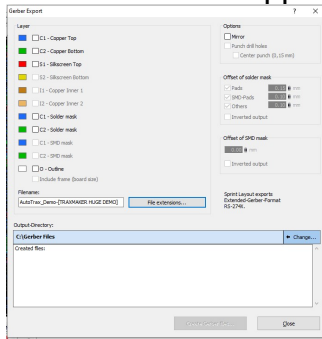 Gerber Export
? ×
Layer
C1 - Copper Top
C2 - Copper Bottom
S1 - Silkscreen Top
S2 - Silkscreen Bottom
I1 - Copper Inner 1
I2 - Copper Inner 2
C1 - Solder mask
C2 - Solder mask
C1 - SMD mask
C2 - SMD mask
O - Outline
Include frame (board size)
Filename:
AutoTrax_Demo-[TRAXMAKER HUGE DEMO]
File extensions...
Options
Mirror
Punch drill holes
Center punch (0,15 mm)
Offset of solder mask
Pads mm
SMD-Pads mm
Others mm
Inverted output
Offset of SMD mask
0.00 mm
Inverted output
Sprint Layout exports
Extended-Gerber-Format
RS-274X.
Output-Directory:
C:\Gerber Files
Change...
Created files:
Close